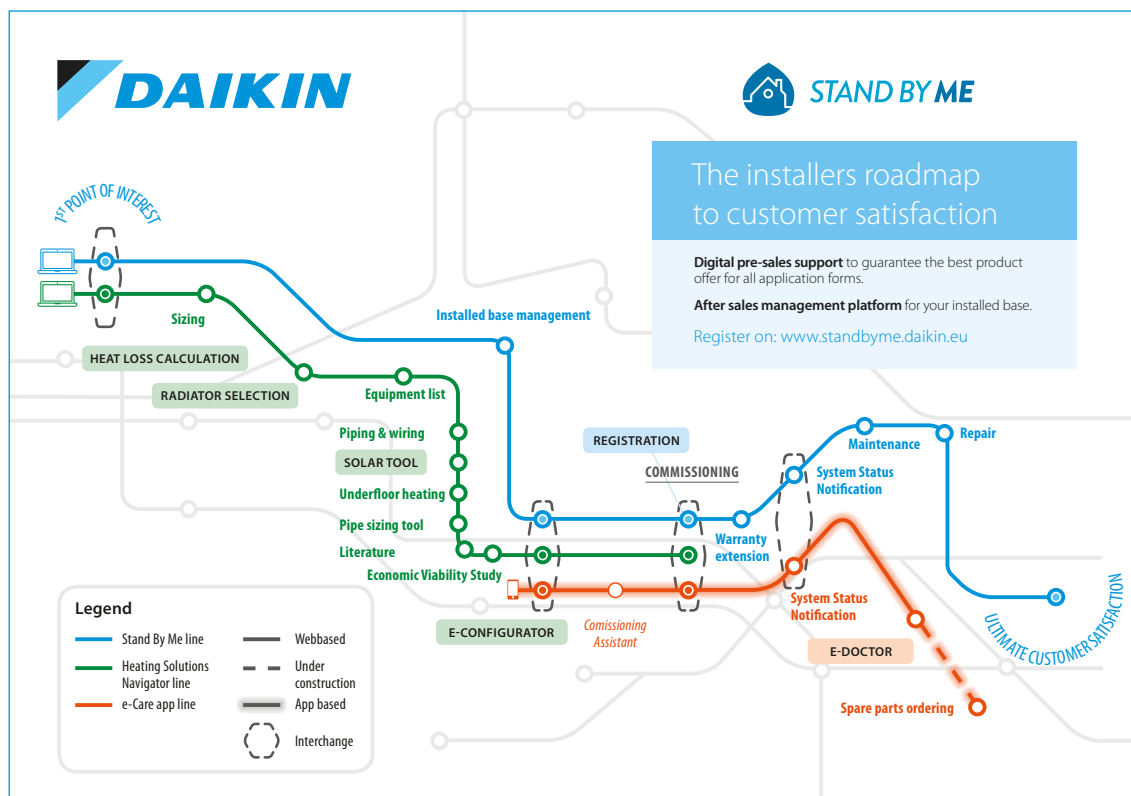 DAIKIN
STAND BY ME
The installers roadmap
to customer satisfaction
Digital pre-sales support to guarantee the best product
offer for all application forms.
After sales management platform for your installed base.
Register on: www.standbyme.daikin.eu
1ST POINT OF INTEREST
Sizing
HEAT LOSS CALCULATION
RADIATOR SELECTION
Equipment list
Installed base management
Piping & wiring
SOLAR TOOL
Underfloor heating
Pipe sizing tool
Literature
Economic Viability Study
REGISTRATION
COMMISSIONING
Warranty
extension
System Status
Notification
Maintenance
Repair
System Status
Notification
E-CONFIGURATOR
Comissioning
Assistant
E-DOCTOR
Spare parts ordering
ULTIMATE CUSTOMER SATISFACTION
Legend
Stand By Me line
Heating Solutions
Navigator line
e-Care app line
Webbased
Under
construction
App based
Interchange